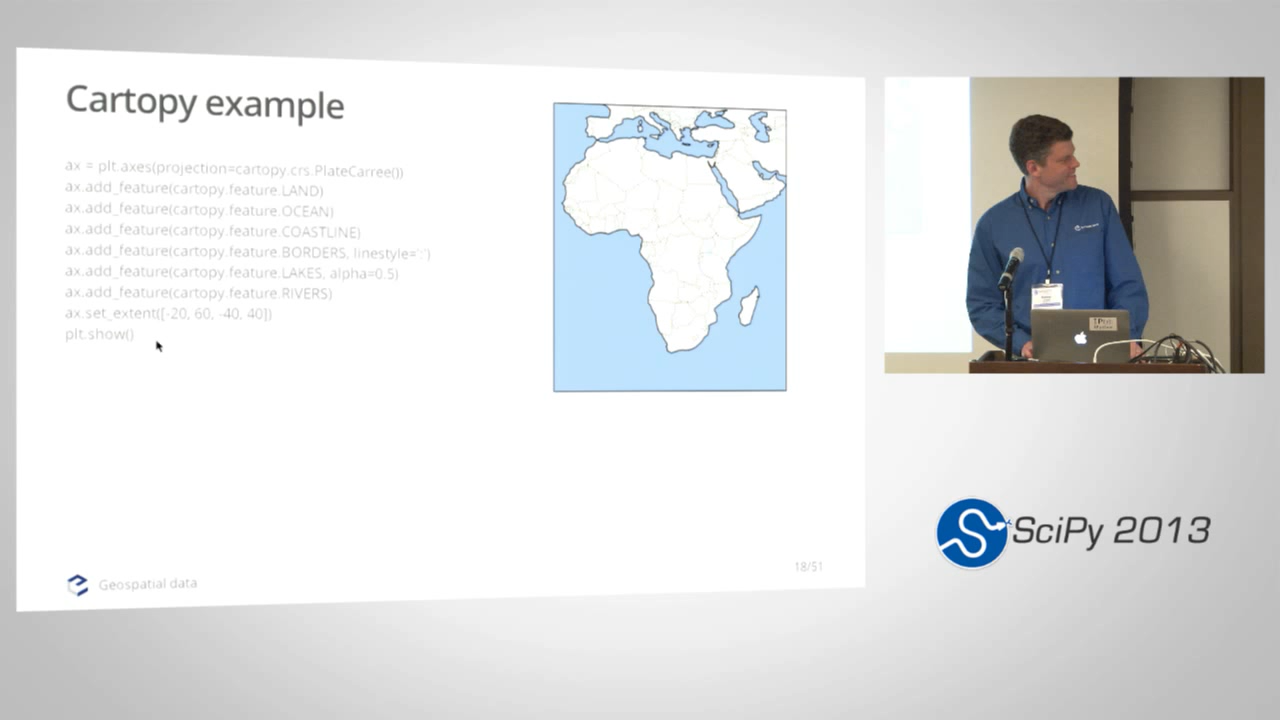 Cartopy example
ax = plt.axes(projection=cartopy.crs.PlateCarree())
ax.add_feature(cartopy.feature.LAND)
ax.add_feature(cartopy.feature.OCEAN)
ax.add_feature(cartopy.feature.COASTLINE)
ax.add_feature(cartopy.feature.BORDERS, linestyle=':')
ax.add_feature(cartopy.feature.LAKES, alpha=0.5)
ax.add_feature(cartopy.feature.RIVERS)
ax.set_extent([-20, 60, -40, 40])
plt.show()
18/51
Geospatial data
SciPy 2013